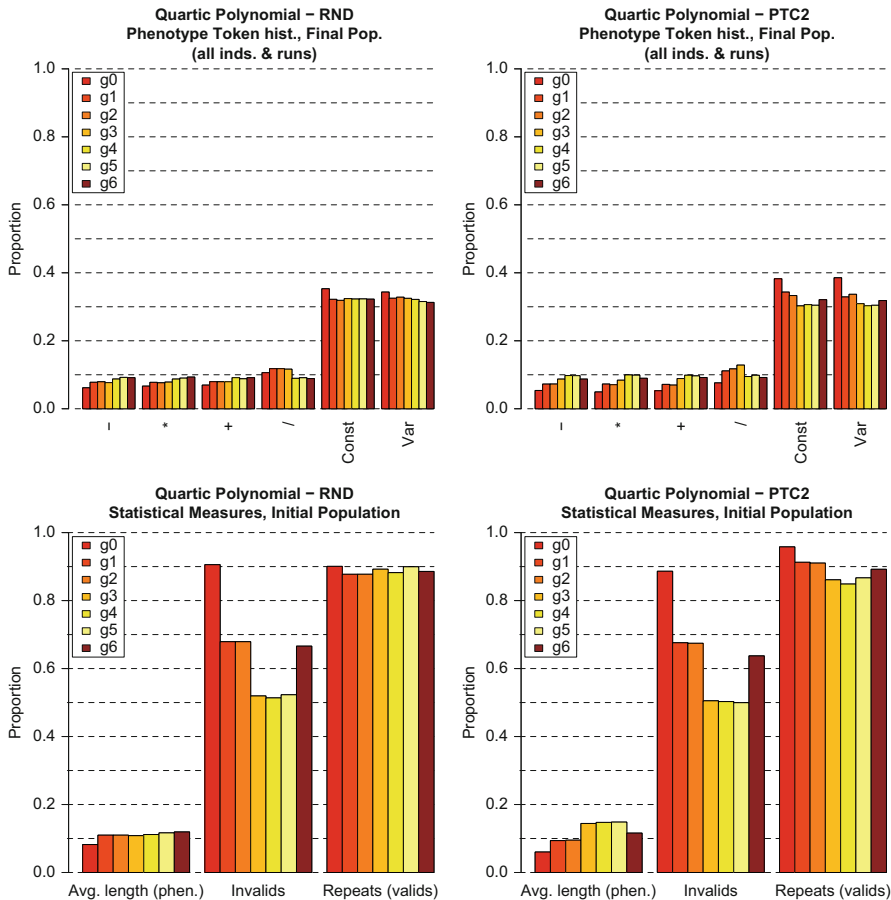 Quartic Polynomial − RND
Phenotype Token hist., Final Pop.
(all inds. & runs)
Proportion
1.0
0.8
0.6
0.4
0.2
0.0
g0
g1
g2
g3
g4
g5
g6
−
*
+
/
Const
Var
Quartic Polynomial − PTC2
Phenotype Token hist., Final Pop.
(all inds. & runs)
Proportion
1.0
0.8
0.6
0.4
0.2
0.0
g0
g1
g2
g3
g4
g5
g6
−
*
+
/
Const
Var
Quartic Polynomial − RND
Statistical Measures, Initial Population
Proportion
1.0
0.8
0.6
0.4
0.2
0.0
g0
g1
g2
g3
g4
g5
g6
Avg. length (phen.)
Invalids
Repeats (valids)
Quartic Polynomial − PTC2
Statistical Measures, Initial Population
Proportion
1.0
0.8
0.6
0.4
0.2
0.0
g0
g1
g2
g3
g4
g5
g6
Avg. length (phen.)
Invalids
Repeats (valids)